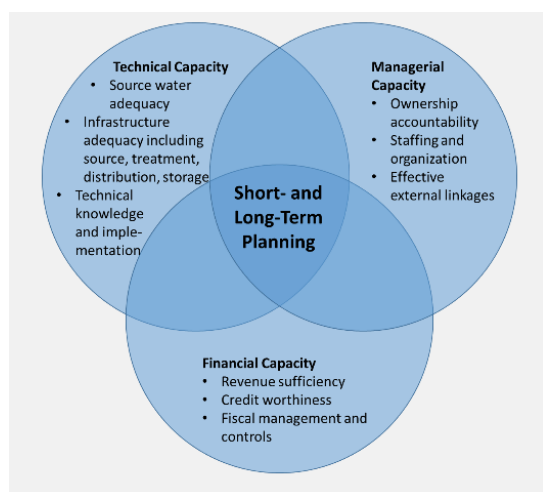 Technical Capacity
• Source water
adequacy
• Infrastructure
adequacy including
source, treatment,
distribution, storage
• Technical
knowledge
and imple-
mentation
Managerial
Capacity
• Ownership
accountability
• Staffing and
organization
• Effective
external linkages
Short- and
Long-Term
Planning
Financial Capacity
• Revenue sufficiency
• Credit worthiness
• Fiscal management and
controls